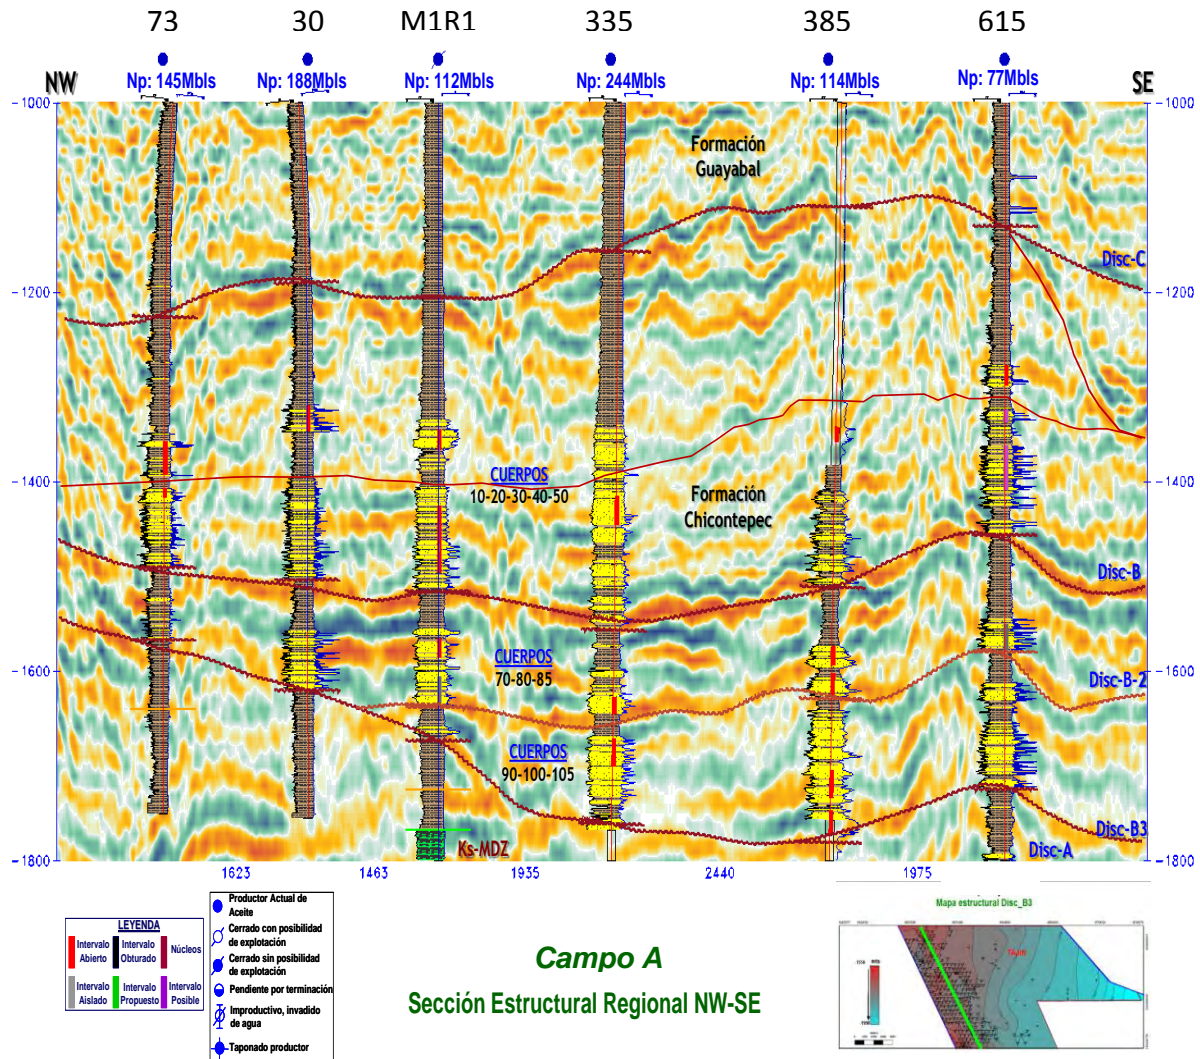 73 30 M1R1 335 385 615
NW SE
Np: 145Mbls Np: 188Mbls Np: 112Mbls Np: 244Mbls Np: 114Mbls Np: 77Mbls
-1000 -1000
Formación
Guayabal
Disc-C
-1200 -1200
-1400 -1400
CUERPOS
10-20-30-40-50
Formación
Chicontepec
Disc-B
-1600 -1600
CUERPOS
70-80-85
Disc-B-2
CUERPOS
90-100-105
Disc-B3
Ks-MDZ
Disc-A
-1800 -1800
1623 1463 1935 2440 1975
LEYENDA
Intervalo
Abierto
Intervalo
Obturado
Núcleos
Intervalo
Aislado
Intervalo
Propuesto
Intervalo
Posible
Productor Actual de
Aceite
Cerrado con posibilidad
de explotación
Cerrado sin posibilidad
de explotación
Pendiente por terminación
Improductivo, invadido
de agua
Taponado productor
Campo A
Sección Estructural Regional NW-SE
Mapa estructural Disc_B3
TAJIN